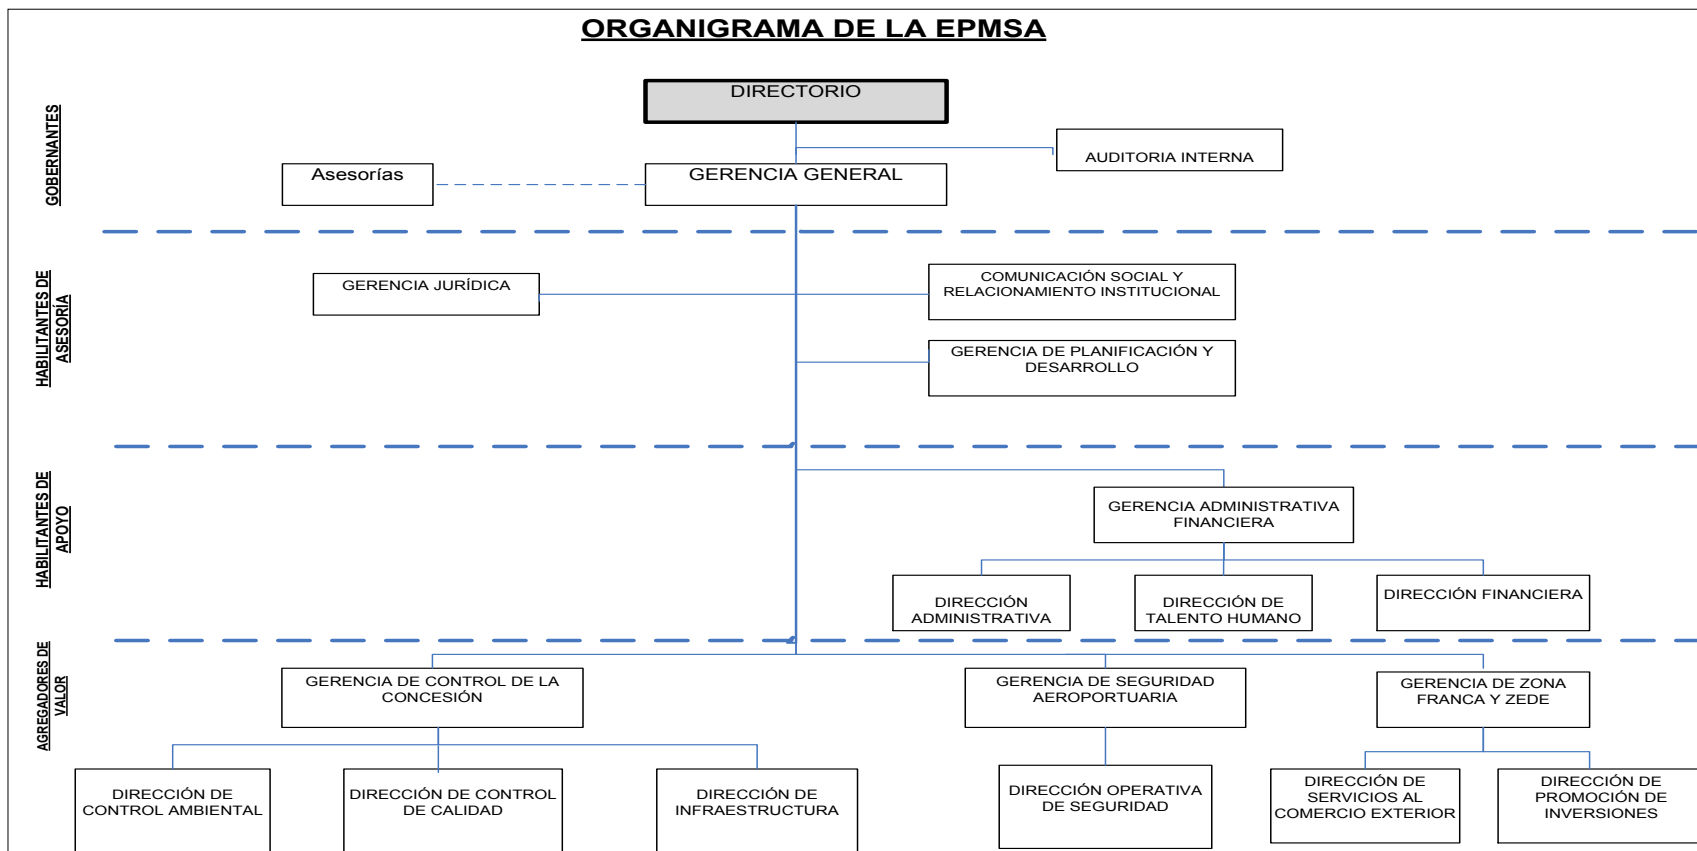 ORGANIGRAMA DE LA EPMSA
GOBERNANTES
DIRECTORIO
AUDITORIA INTERNA
Asesorías
GERENCIA GENERAL
HABILITANTES DE
ASESORÍA
GERENCIA JURÍDICA
COMUNICACIÓN SOCIAL Y
RELACIONAMIENTO INSTITUCIONAL
GERENCIA DE PLANIFICACIÓN Y
DESARROLLO
HABILITANTES DE
APOYO
GERENCIA ADMINISTRATIVA
FINANCIERA
DIRECCIÓN
ADMINISTRATIVA
DIRECCIÓN DE
TALENTO HUMANO
DIRECCIÓN FINANCIERA
AGREGADORES DE
VALOR
GERENCIA DE CONTROL DE LA
CONCESIÓN
GERENCIA DE SEGURIDAD
AEROPORTUARIA
GERENCIA DE ZONA
FRANCA Y ZEDE
DIRECCIÓN DE
CONTROL AMBIENTAL
DIRECCIÓN DE CONTROL
DE CALIDAD
DIRECCIÓN DE
INFRAESTRUCTURA
DIRECCIÓN OPERATIVA
DE SEGURIDAD
DIRECCIÓN DE
SERVICIOS AL
COMERCIO EXTERIOR
DIRECCIÓN DE
PROMOCIÓN DE
INVERSIONES